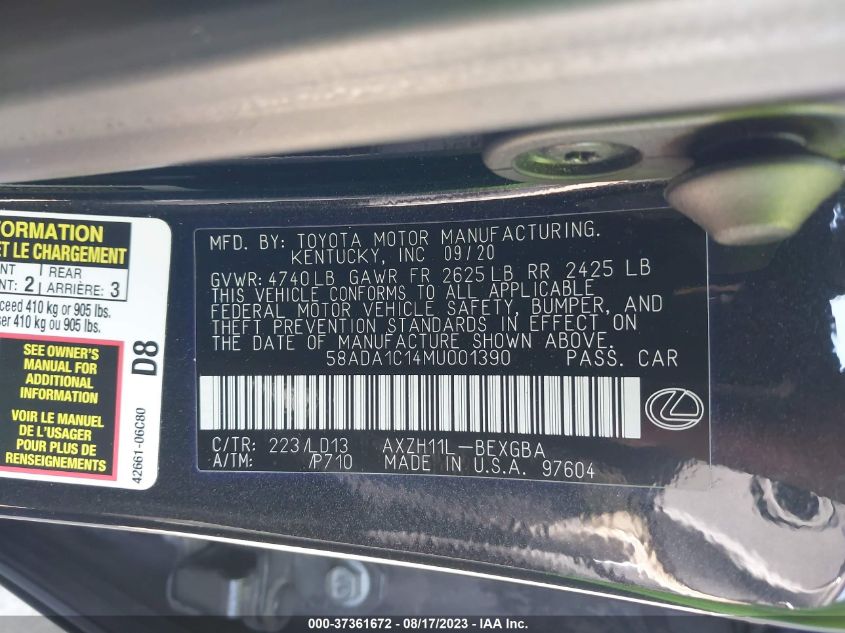 FORMATION
ET LE CHARGEMENT
REAR
NT: 2 ARRIÈRE: 3
ceed 410 kg or 905 lbs.
ser 410 kg ou 905 lbs.
SEE OWNER'S
MANUAL FOR
ADDITIONAL
INFORMATION
VOIR LE MANUEL
DE L'USAGER
POUR PLUS DE
RENSEIGNEMENTS
D8
42661-06C80
MFD. BY: TOYOTA MOTOR MANUFACTURING.
KENTUCKY, INC 09/20
GVWR: 4740LB GAWR FR 2625LB RR 2425 LB
THIS VEHICLE CONFORMS TO ALL APPLICABLE
FEDERAL MOTOR VEHICLE SAFETY, BUMPER, AND
THEFT PREVENTION STANDARDS IN EFFECT ON
THE DATE OF MANUFACTURE SHOWN ABOVE.
58ADA1C14MU001390 PASS. CAR
C/TR: 223/LD13 AXZH11L-BEXGBA
A/TM: /P710 MADE IN U.S.A. 97604
000-37361672 / 08/17/2023 - IAA Inc.